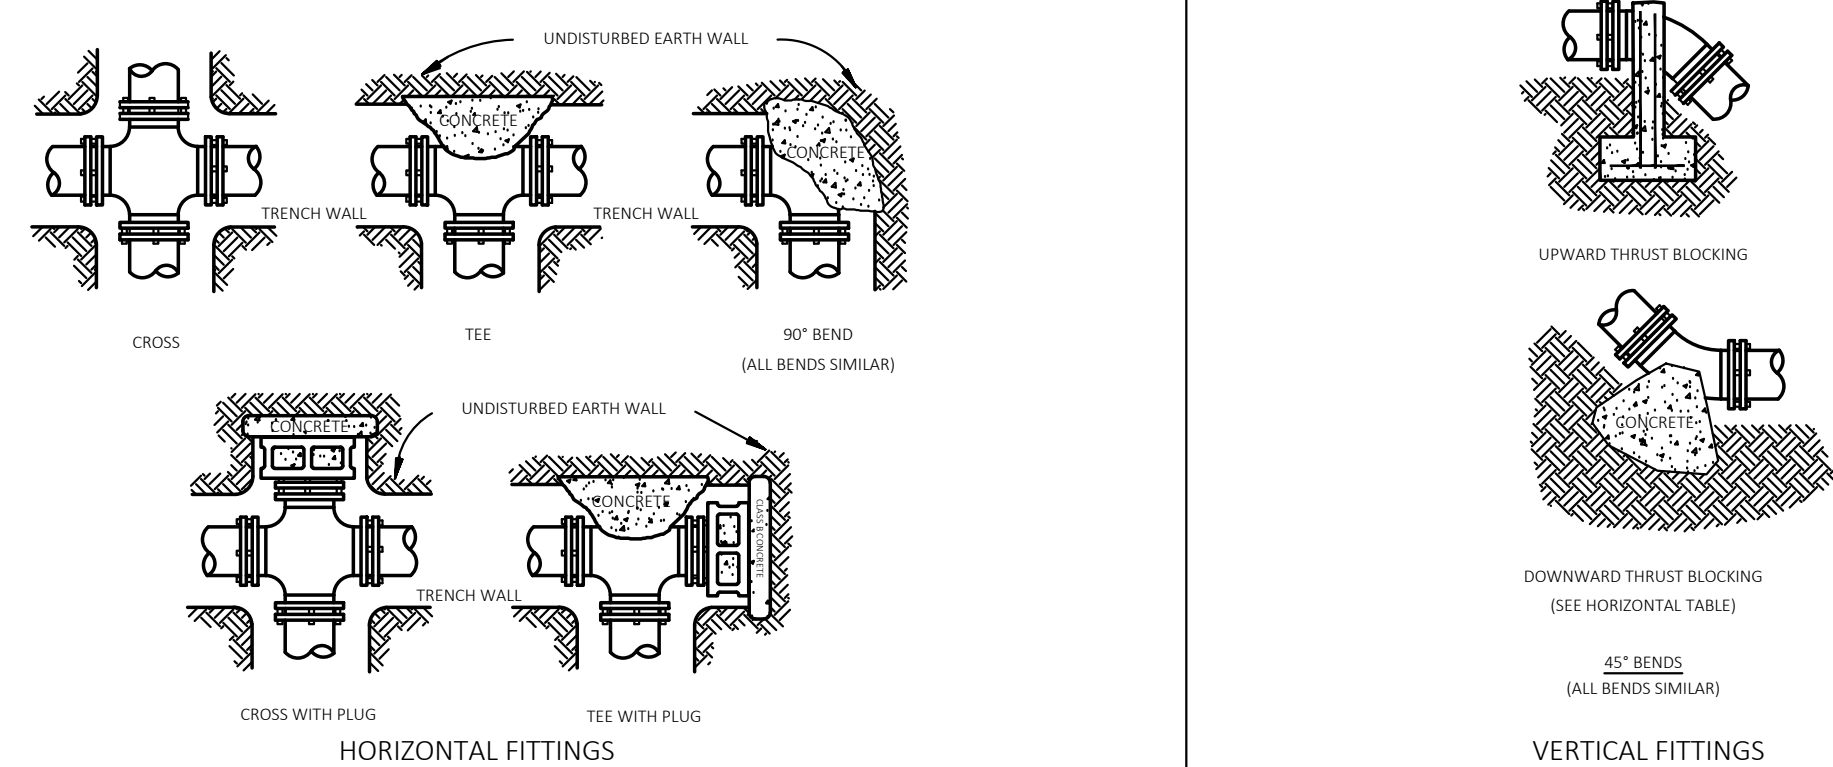 UNDISTURBED EARTH WALL
CONCRETE
CONCRETE
TRENCH WALL
TRENCH WALL
CROSS
TEE
90° BEND
(ALL BENDS SIMILAR)
UNDISTURBED EARTH WALL
CONCRETE
CONCRETE
CLASS B CONCRETE
TRENCH WALL
CROSS WITH PLUG
TEE WITH PLUG
HORIZONTAL FITTINGS
UPWARD THRUST BLOCKING
CONCRETE
DOWNWARD THRUST BLOCKING
(SEE HORIZONTAL TABLE)
45° BENDS
(ALL BENDS SIMILAR)
VERTICAL FITTINGS